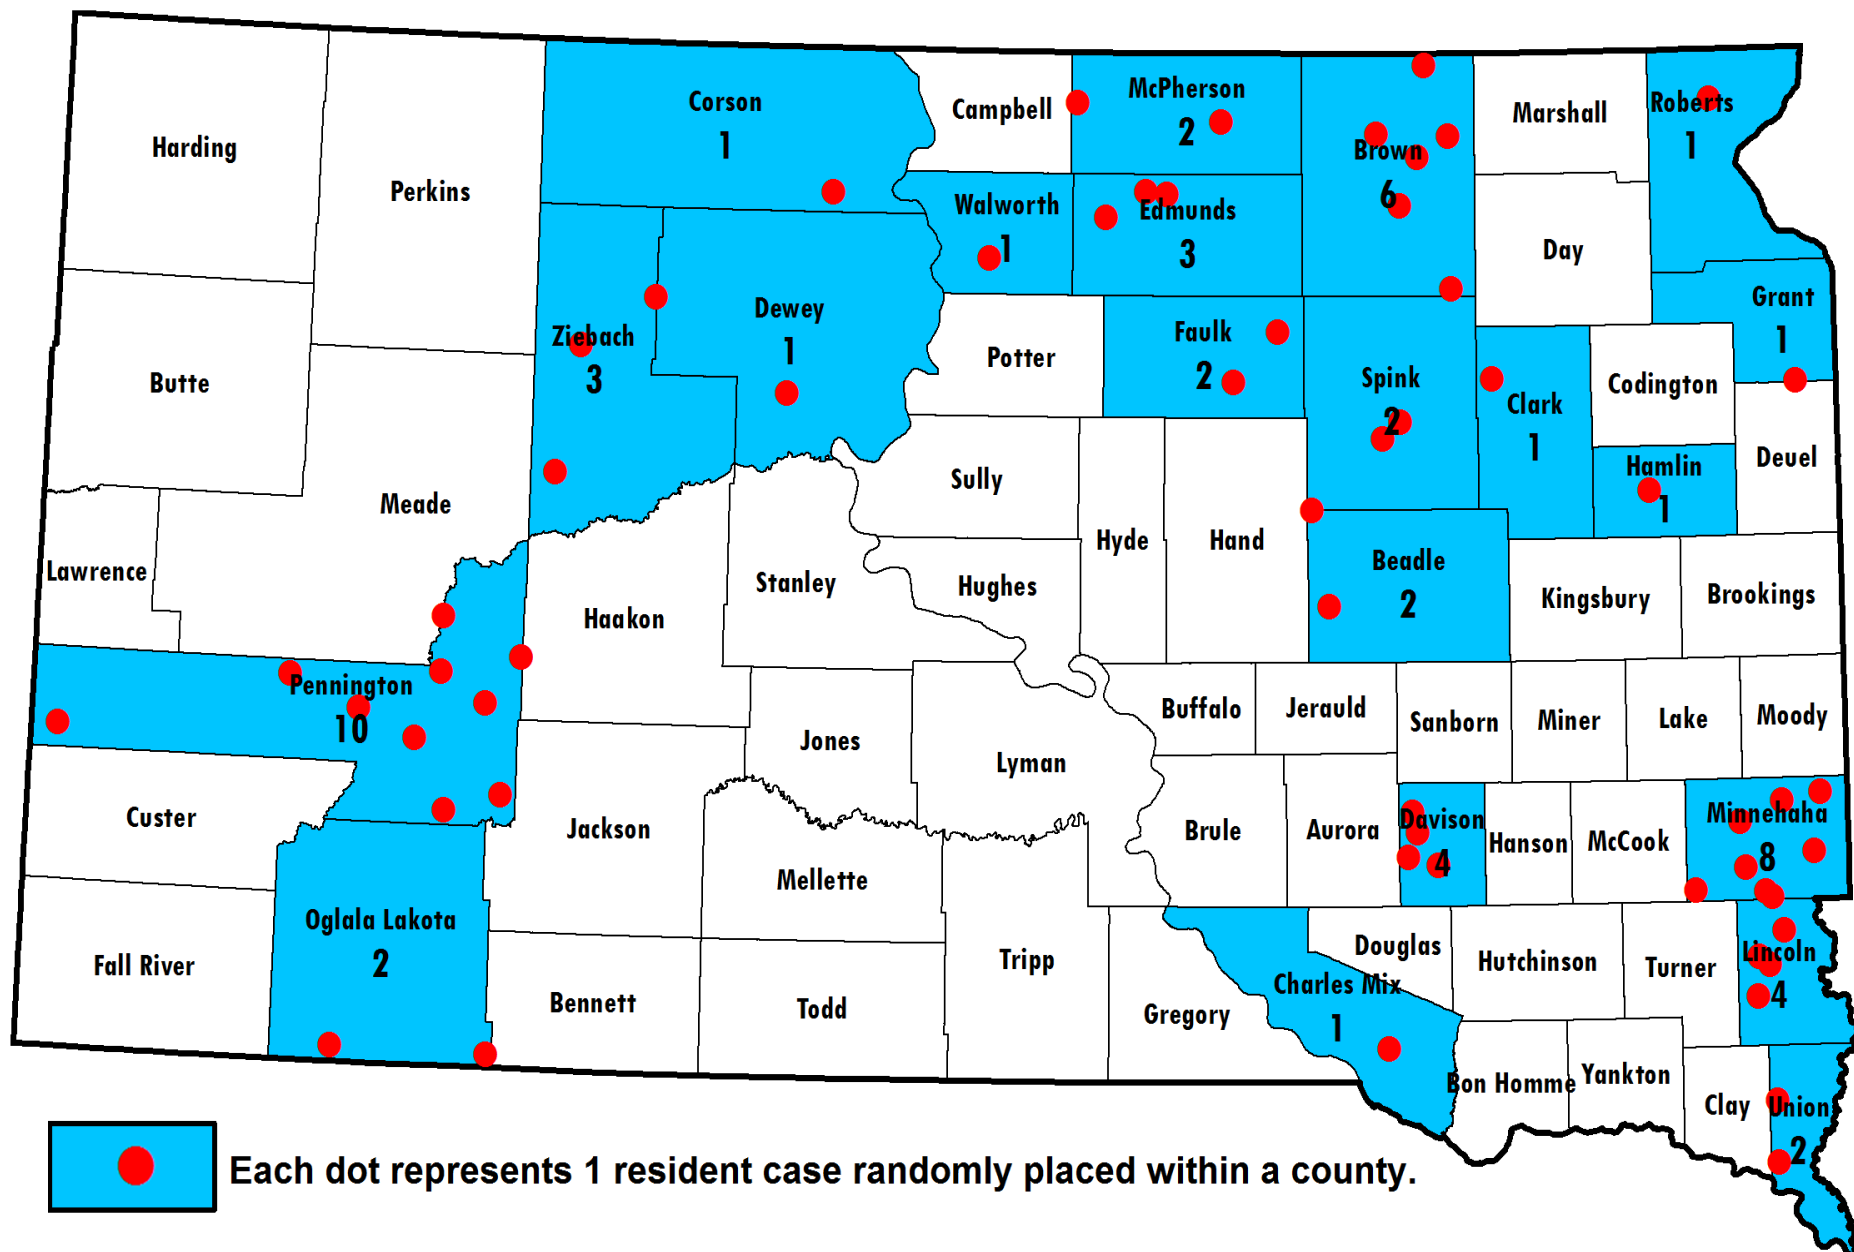 Harding
Perkins
Corson
1
Campbell
McPherson
2
Brown
6
Marshall
Roberts
1
Walworth
1
Edmunds
3
Day
Grant
1
Butte
Ziebach
3
Dewey
1
Potter
Faulk
2
Spink
2
Clark
1
Codington
Hamlin
1
Deuel
Lawrence
Meade
Sully
Hyde
Hand
Haakon
Stanley
Hughes
Beadle
2
Kingsbury
Brookings
Pennington
10
Jones
Lyman
Buffalo
Jerauld
Sanborn
Miner
Lake
Moody
Custer
Jackson
Mellette
Brule
Aurora
Davison
4
Hanson
McCook
Minnehaha
8
Fall River
Oglala Lakota
2
Bennett
Todd
Tripp
Gregory
Charles Mix
1
Douglas
Hutchinson
Turner
Lincoln
4
Bon Homme
Yankton
Clay
Union
2
Each dot represents 1 resident case randomly placed within a county.